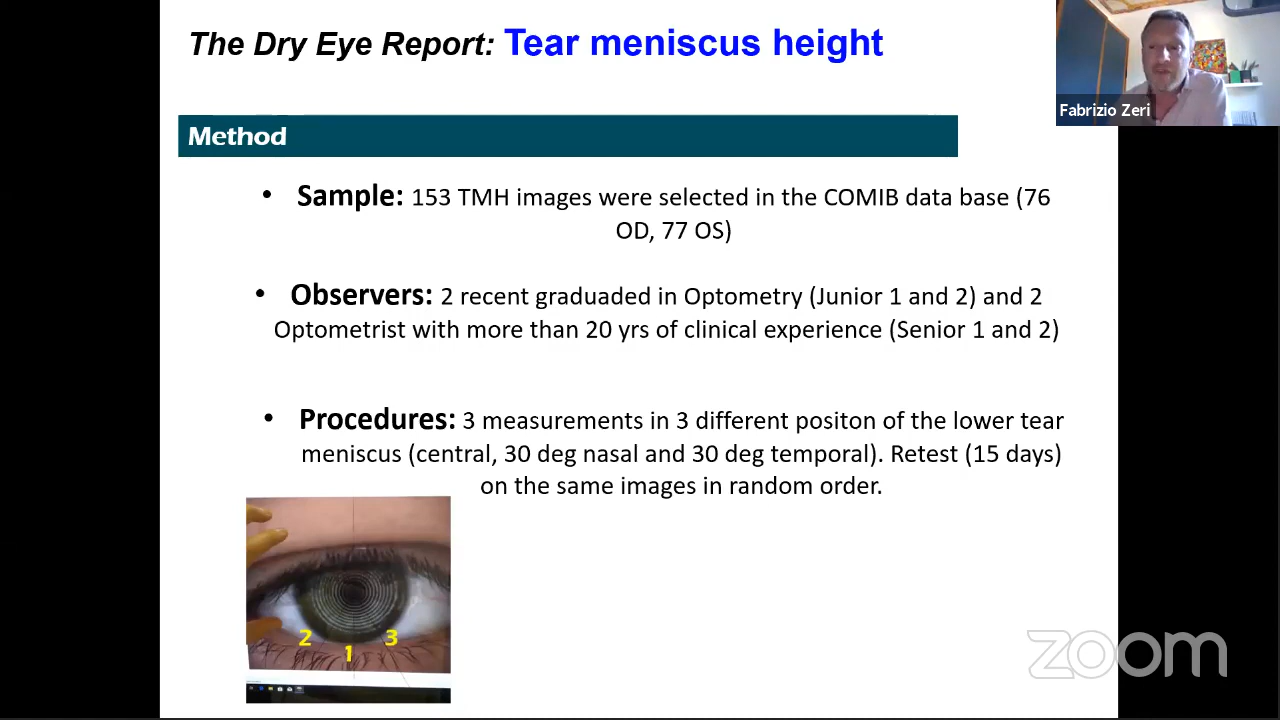 The Dry Eye Report: Tear meniscus height
Fabrizio Zeri
Method
• Sample: 153 TMH images were selected in the COMIB data base (76
OD, 77 OS)
• Observers: 2 recent graduaded in Optometry (Junior 1 and 2) and 2
Optometrist with more than 20 yrs of clinical experience (Senior 1 and 2)
• Procedures: 3 measurements in 3 different positon of the lower tear
meniscus (central, 30 deg nasal and 30 deg temporal). Retest (15 days)
on the same images in random order.
2
3
1
zoom